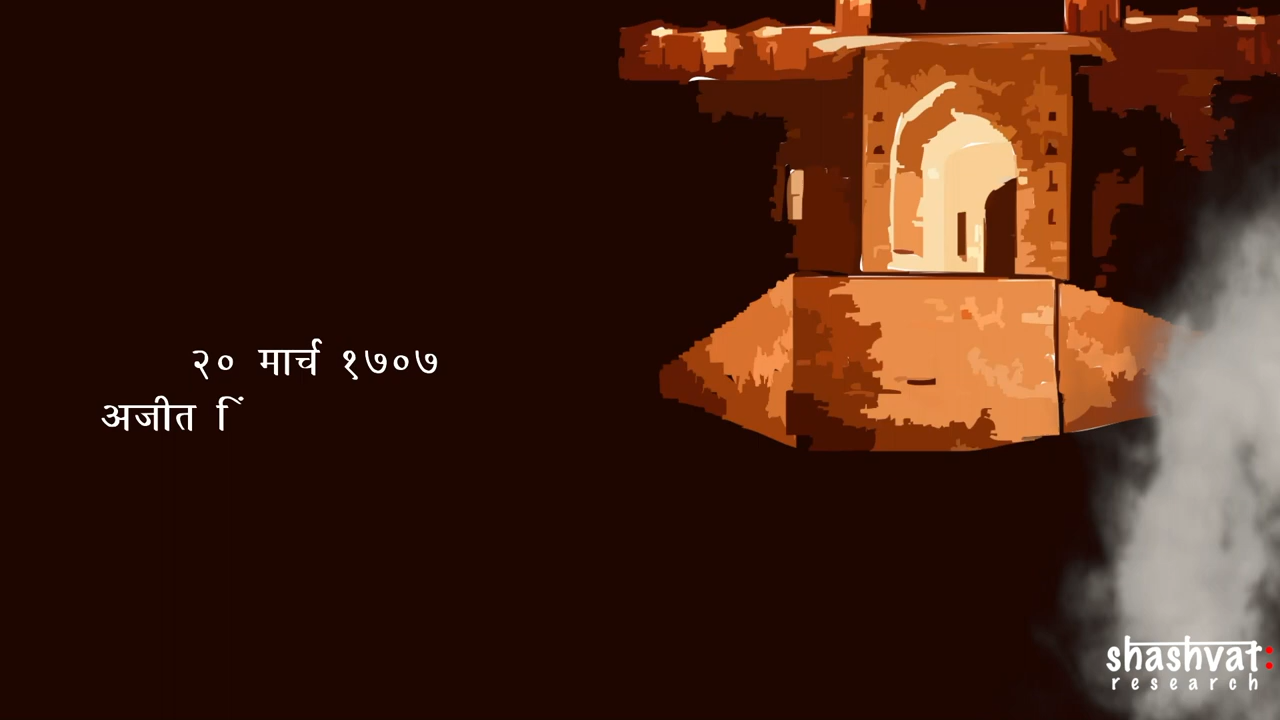 २० मार्च १७०७
अजीत सिं
shashvat:
research